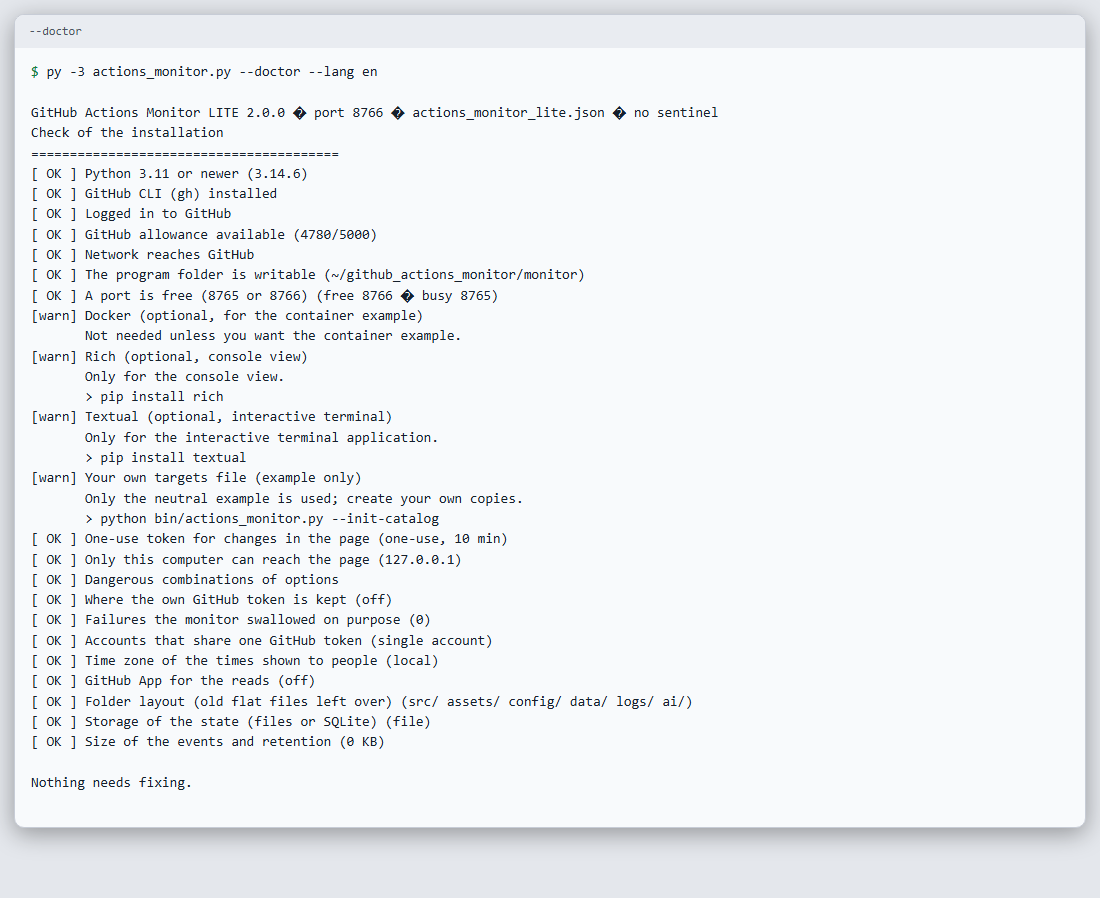 --doctor
$ py -3 actions_monitor.py --doctor --lang en
GitHub Actions Monitor LITE 2.0.0 � port 8766 � actions_monitor_lite.json � no sentinel
Check of the installation
========================================
[ OK ] Python 3.11 or newer (3.14.6)
[ OK ] GitHub CLI (gh) installed
[ OK ] Logged in to GitHub
[ OK ] GitHub allowance available (4780/5000)
[ OK ] Network reaches GitHub
[ OK ] The program folder is writable (~/github_actions_monitor/monitor)
[ OK ] A port is free (8765 or 8766) (free 8766 � busy 8765)
[warn] Docker (optional, for the container example)
       Not needed unless you want the container example.
[warn] Rich (optional, console view)
       Only for the console view.
       > pip install rich
[warn] Textual (optional, interactive terminal)
       Only for the interactive terminal application.
       > pip install textual
[warn] Your own targets file (example only)
       Only the neutral example is used; create your own copies.
       > python bin/actions_monitor.py --init-catalog
[ OK ] One-use token for changes in the page (one-use, 10 min)
[ OK ] Only this computer can reach the page (127.0.0.1)
[ OK ] Dangerous combinations of options
[ OK ] Where the own GitHub token is kept (off)
[ OK ] Failures the monitor swallowed on purpose (0)
[ OK ] Accounts that share one GitHub token (single account)
[ OK ] Time zone of the times shown to people (local)
[ OK ] GitHub App for the reads (off)
[ OK ] Folder layout (old flat files left over) (src/ assets/ config/ data/ logs/ ai/)
[ OK ] Storage of the state (files or SQLite) (file)
[ OK ] Size of the events and retention (0 KB)
Nothing needs fixing.